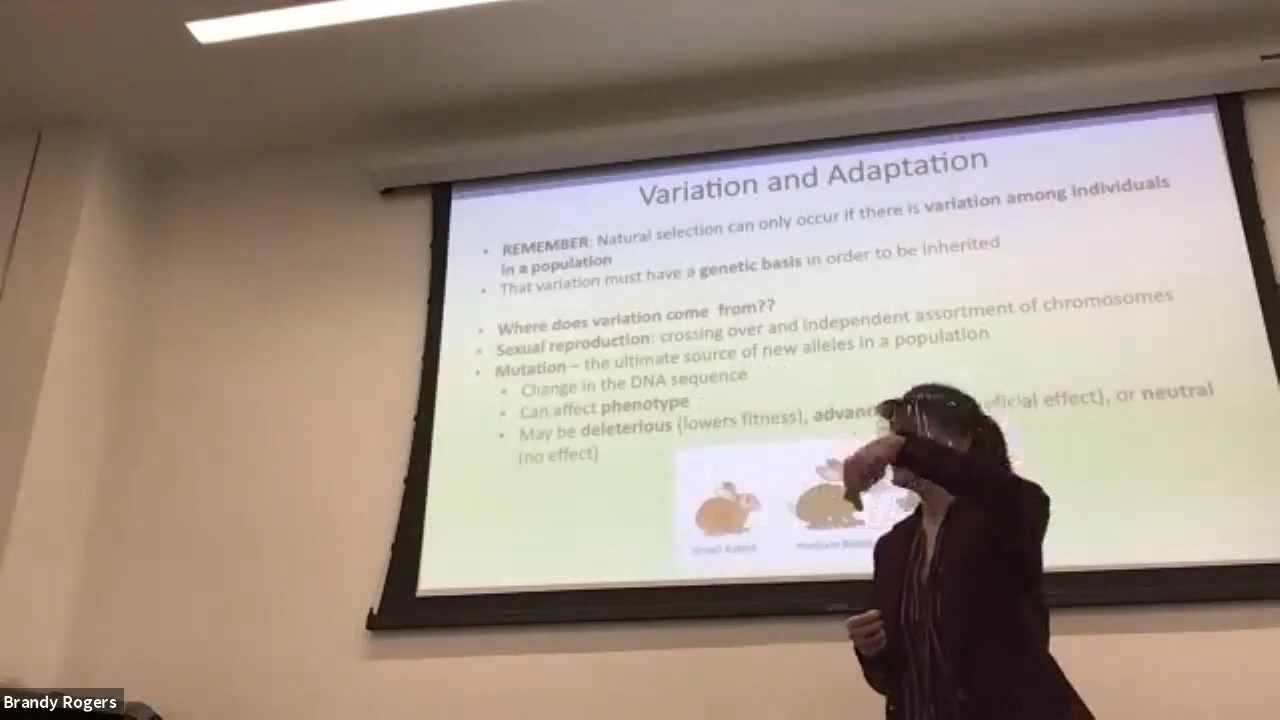 Variation and Adaptation
• REMEMBER: Natural selection can only occur if there is variation among individuals
in a population
• That variation must have a genetic basis in order to be inherited
• Where does variation come from??
• Sexual reproduction: crossing over and independent assortment of chromosomes
• Mutation – the ultimate source of new alleles in a population
• Change in the DNA sequence
• Can affect phenotype
• May be deleterious (lowers fitness), effect), or neutral
(no effect)
Small Rabbit Medium
Brandy Rogers